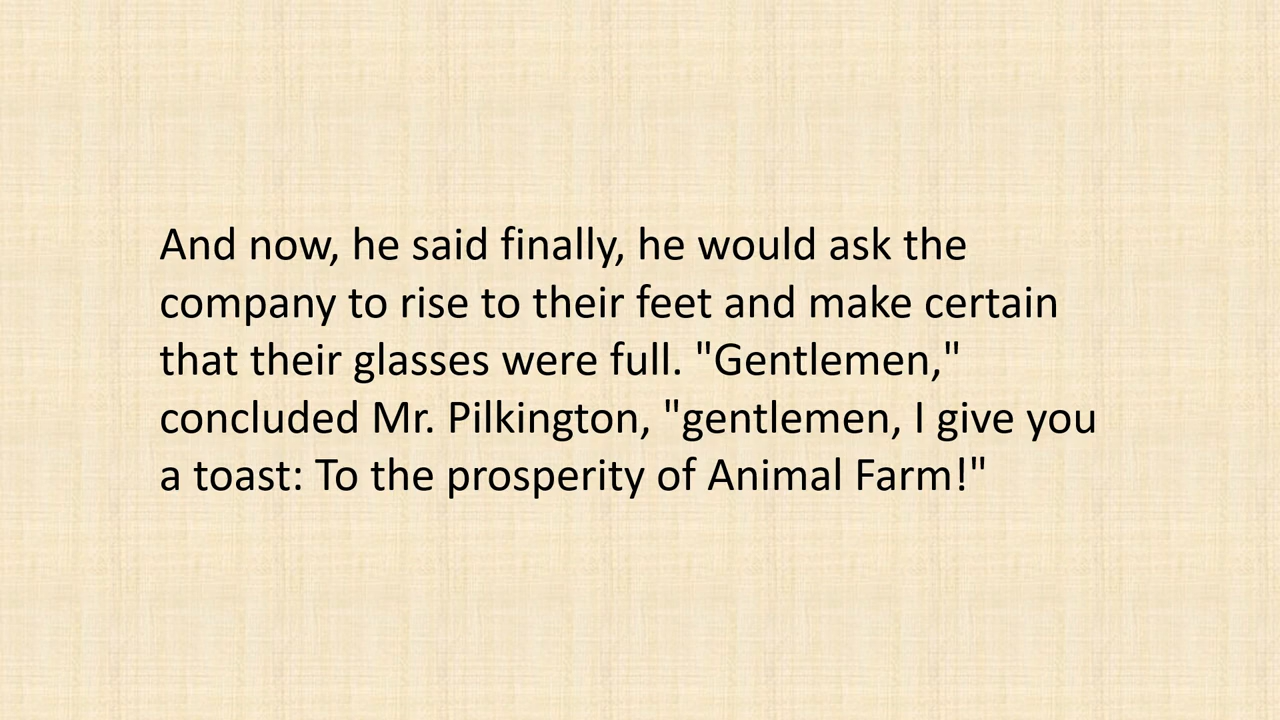 And now, he said finally, he would ask the
company to rise to their feet and make certain
that their glasses were full. "Gentlemen,"
concluded Mr. Pilkington, "gentlemen, I give you
a toast: To the prosperity of Animal Farm!"